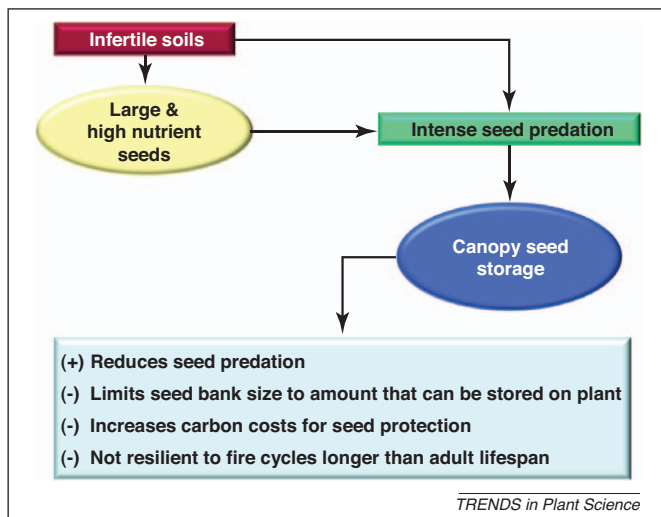 Infertile soils
Large &
high nutrient
seeds
Intense seed predation
Canopy seed
storage
(+) Reduces seed predation
(-) Limits seed bank size to amount that can be stored on plant
(-) Increases carbon costs for seed protection
(-) Not resilient to fire cycles longer than adult lifespan
TRENDS in Plant Science